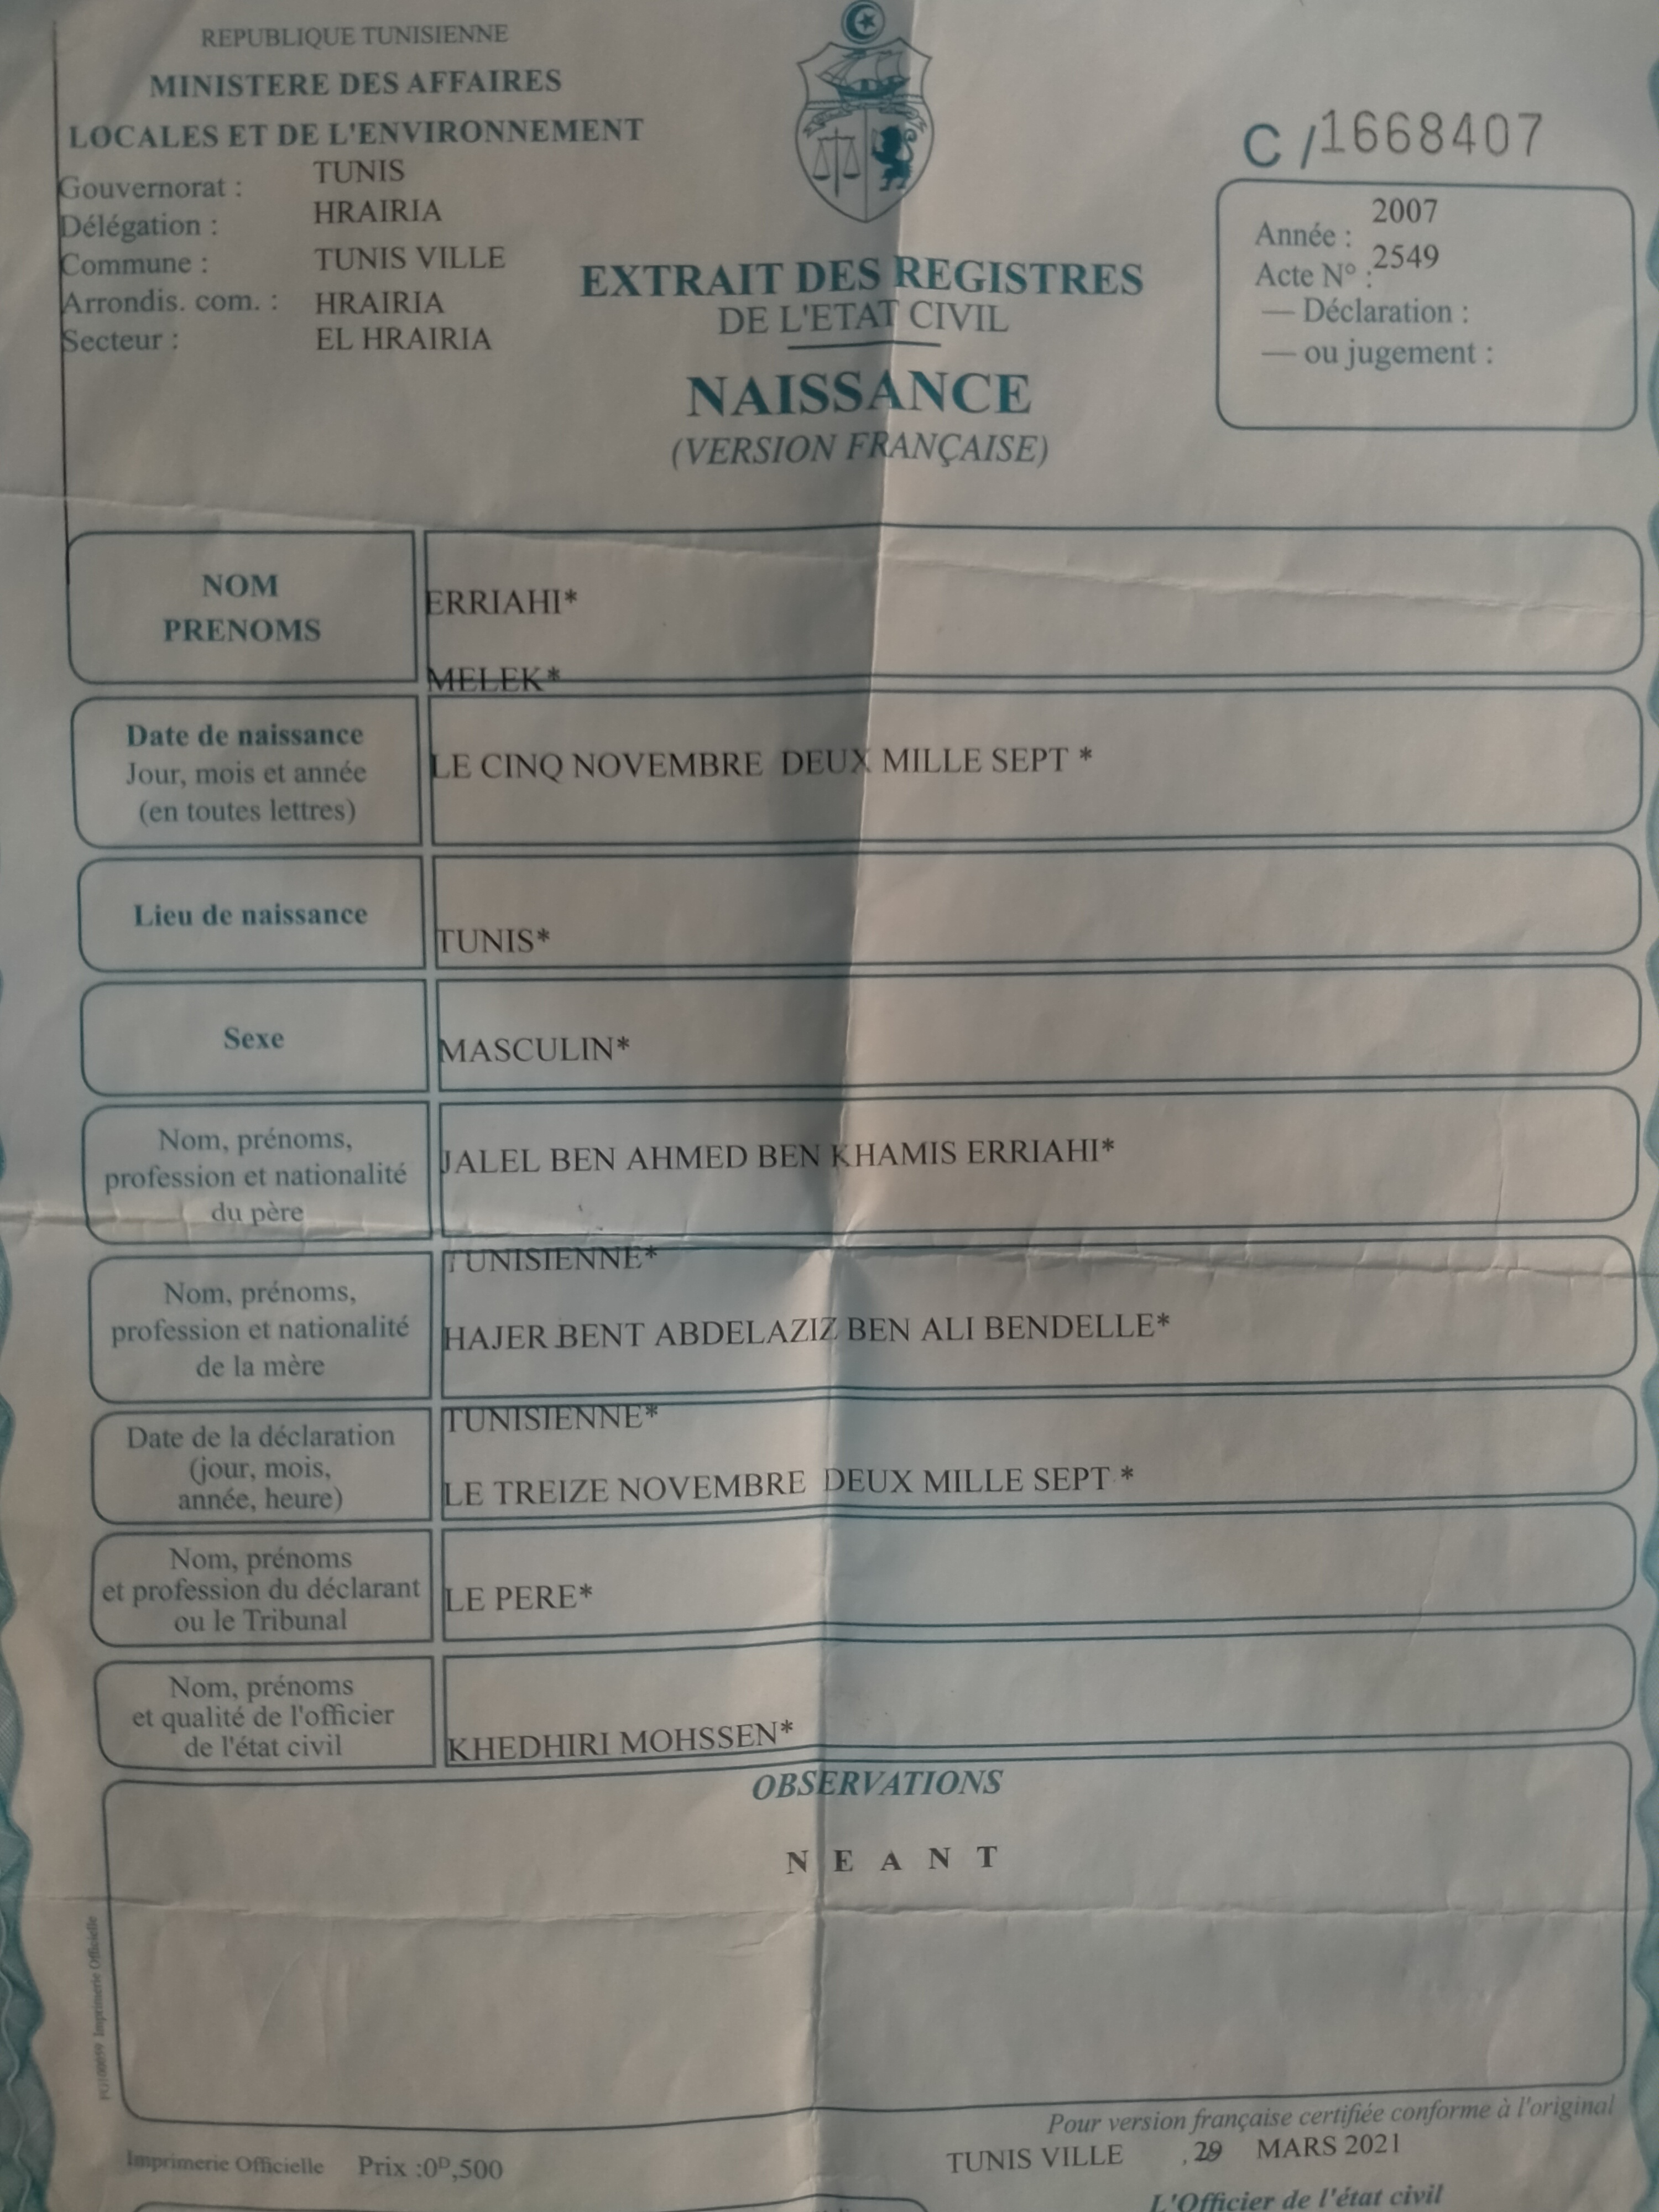 REPUBLIQUE TUNISIENNE
MINISTERE DES AFFAIRES
LOCALES ET DE L'ENVIRONNEMENT
Gouvernorat : TUNIS
Délégation : HRAIRIA
Commune : TUNIS VILLE
Arrondis. com. : HRAIRIA
Secteur : EL HRAIRIA
C /1668407
Année : 2007
Acte N° : 2549
— Déclaration :
— ou jugement :
EXTRAIT DES REGISTRES
DE L'ETAT CIVIL
NAISSANCE
(VERSION FRANÇAISE)
NOM
PRENOMS
ERRIAHI*
MELEK*
Date de naissance
Jour, mois et année
(en toutes lettres)
LE CINQ NOVEMBRE DEUX MILLE SEPT *
Lieu de naissance
TUNIS*
Sexe
MASCULIN*
Nom, prénoms,
profession et nationalité
du père
JALEL BEN AHMED BEN KHAMIS ERRIAHI*
TUNISIENNE*
Nom, prénoms,
profession et nationalité
de la mère
HAJER BENT ABDELAZIZ BEN ALI BENDELLE*
TUNISIENNE*
Date de la déclaration
(jour, mois,
année, heure)
LE TREIZE NOVEMBRE DEUX MILLE SEPT *
Nom, prénoms
et profession du déclarant
ou le Tribunal
LE PERE*
Nom, prénoms
et qualité de l'officier
de l'état civil
KHEDHIRI MOHSSEN*
OBSERVATIONS
N E A N T
Imprimerie Officielle
Pour version française certifiée conforme à l'original
TUNIS VILLE , MARS 2021
Imprimerie Officielle Prix :0ᴰ,500
L'Officier de l'état civil